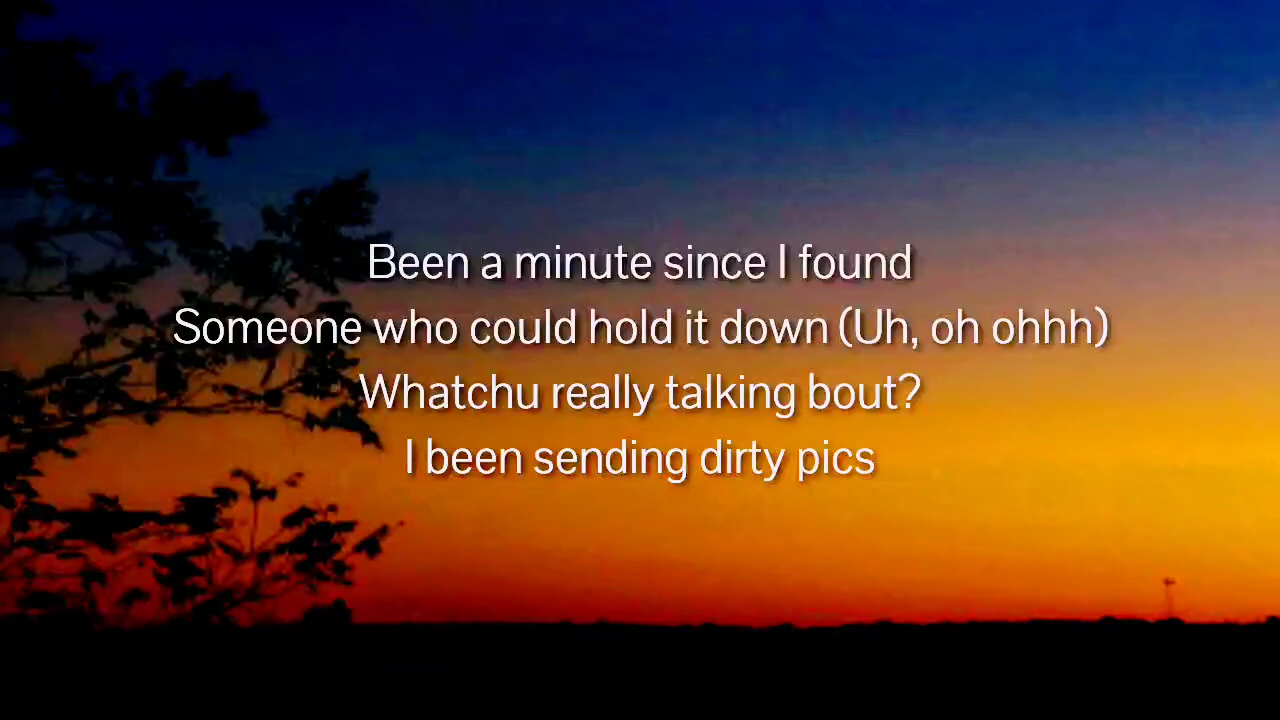 Been a minute since I found
Someone who could hold it down (Uh, oh ohhh)
Whatchu really talking bout?
I been sending dirty pics